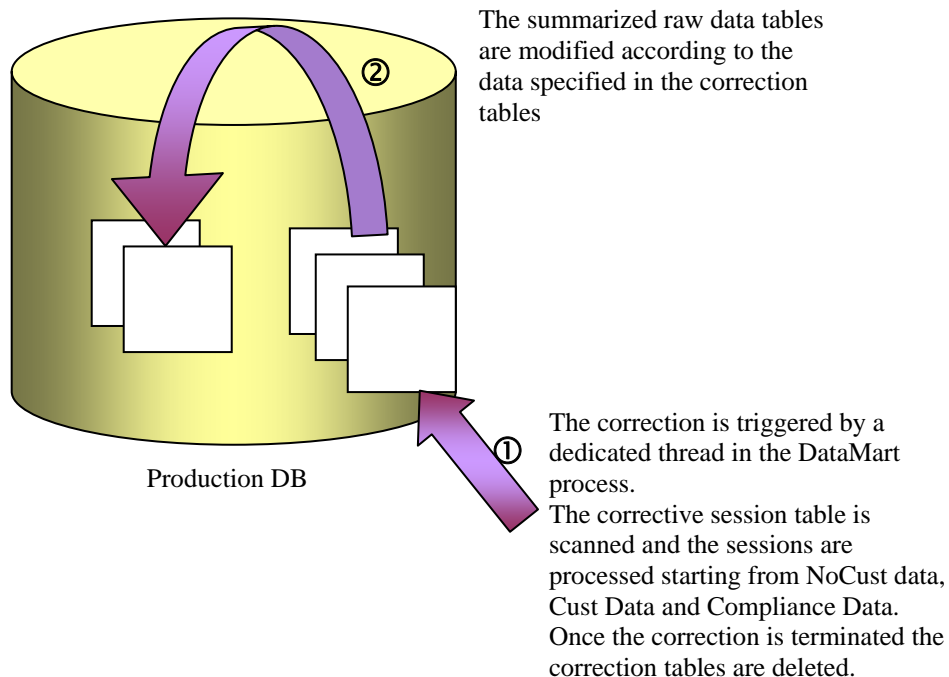 The summarized raw data tables
are modified according to the
data specified in the correction
tables
②
①
Production DB
The correction is triggered by a
dedicated thread in the DataMart
process.
The corrective session table is
scanned and the sessions are
processed starting from NoCust data,
Cust Data and Compliance Data.
Once the correction is terminated the
correction tables are deleted.